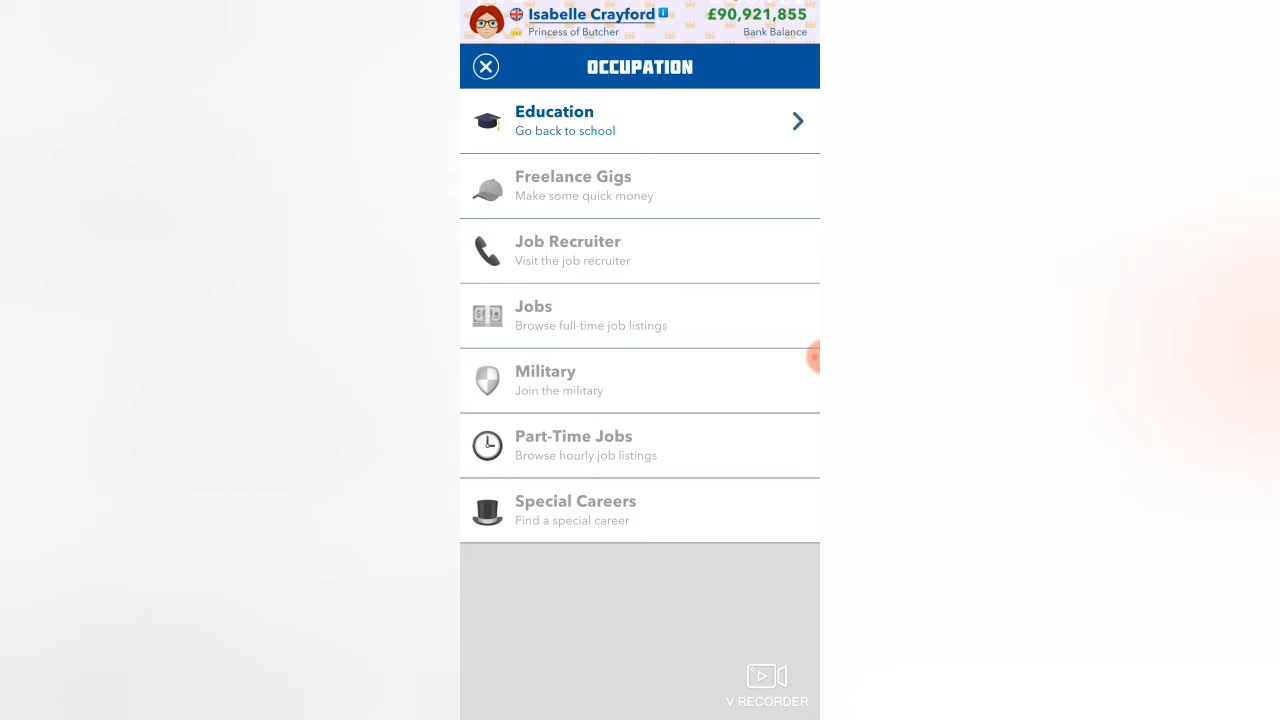 Isabelle Crayford
£90,921,855
Princess of Butcher
Bank Balance
OCCUPATION
Education
Go back to school
Freelance Gigs
Make some quick money
Job Recruiter
Visit the job recruiter
Jobs
Browse full-time job listings
Military
Join the military
Part-Time Jobs
Browse hourly job listings
Special Careers
Find a special career
V RECORDER